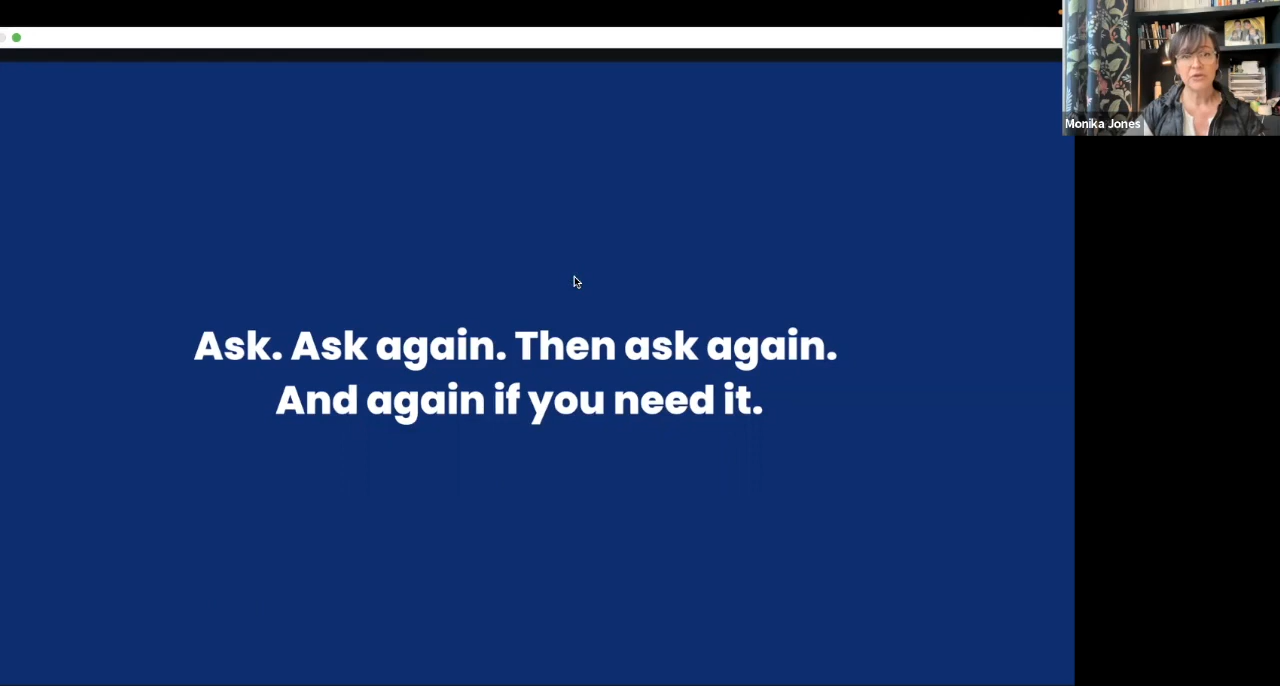 Ask. Ask again. Then ask again.
And again if you need it.
Monika Jones